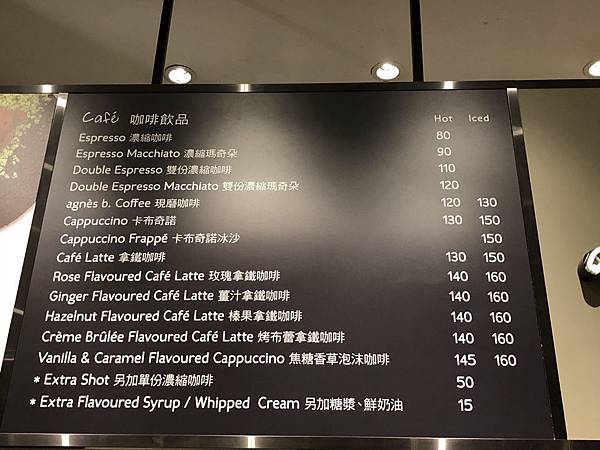 Café 咖啡飲品 Hot Iced
Espresso 濃縮咖啡 80
Espresso Macchiato 濃縮瑪奇朵 90
Double Espresso 雙份濃縮咖啡 110
Double Espresso Macchiato 雙份濃縮瑪奇朵 120
agnès b. Coffee 現磨咖啡 120 130
Cappuccino 卡布奇諾 130 150
Cappuccino Frappé 卡布奇諾冰沙 150
Café Latte 拿鐵咖啡 130 150
Rose Flavoured Café Latte 玫瑰拿鐵咖啡 140 160
Ginger Flavoured Café Latte 薑汁拿鐵咖啡 140 160
Hazelnut Flavoured Café Latte 榛果拿鐵咖啡 140 160
Crème Brûlée Flavoured Café Latte 烤布蕾拿鐵咖啡 140 160
Vanilla & Caramel Flavoured Cappuccino 焦糖香草泡沫咖啡 145 160
* Extra Shot 另加單份濃縮咖啡 50
* Extra Flavoured Syrup / Whipped Cream 另加糖漿、鮮奶油 15